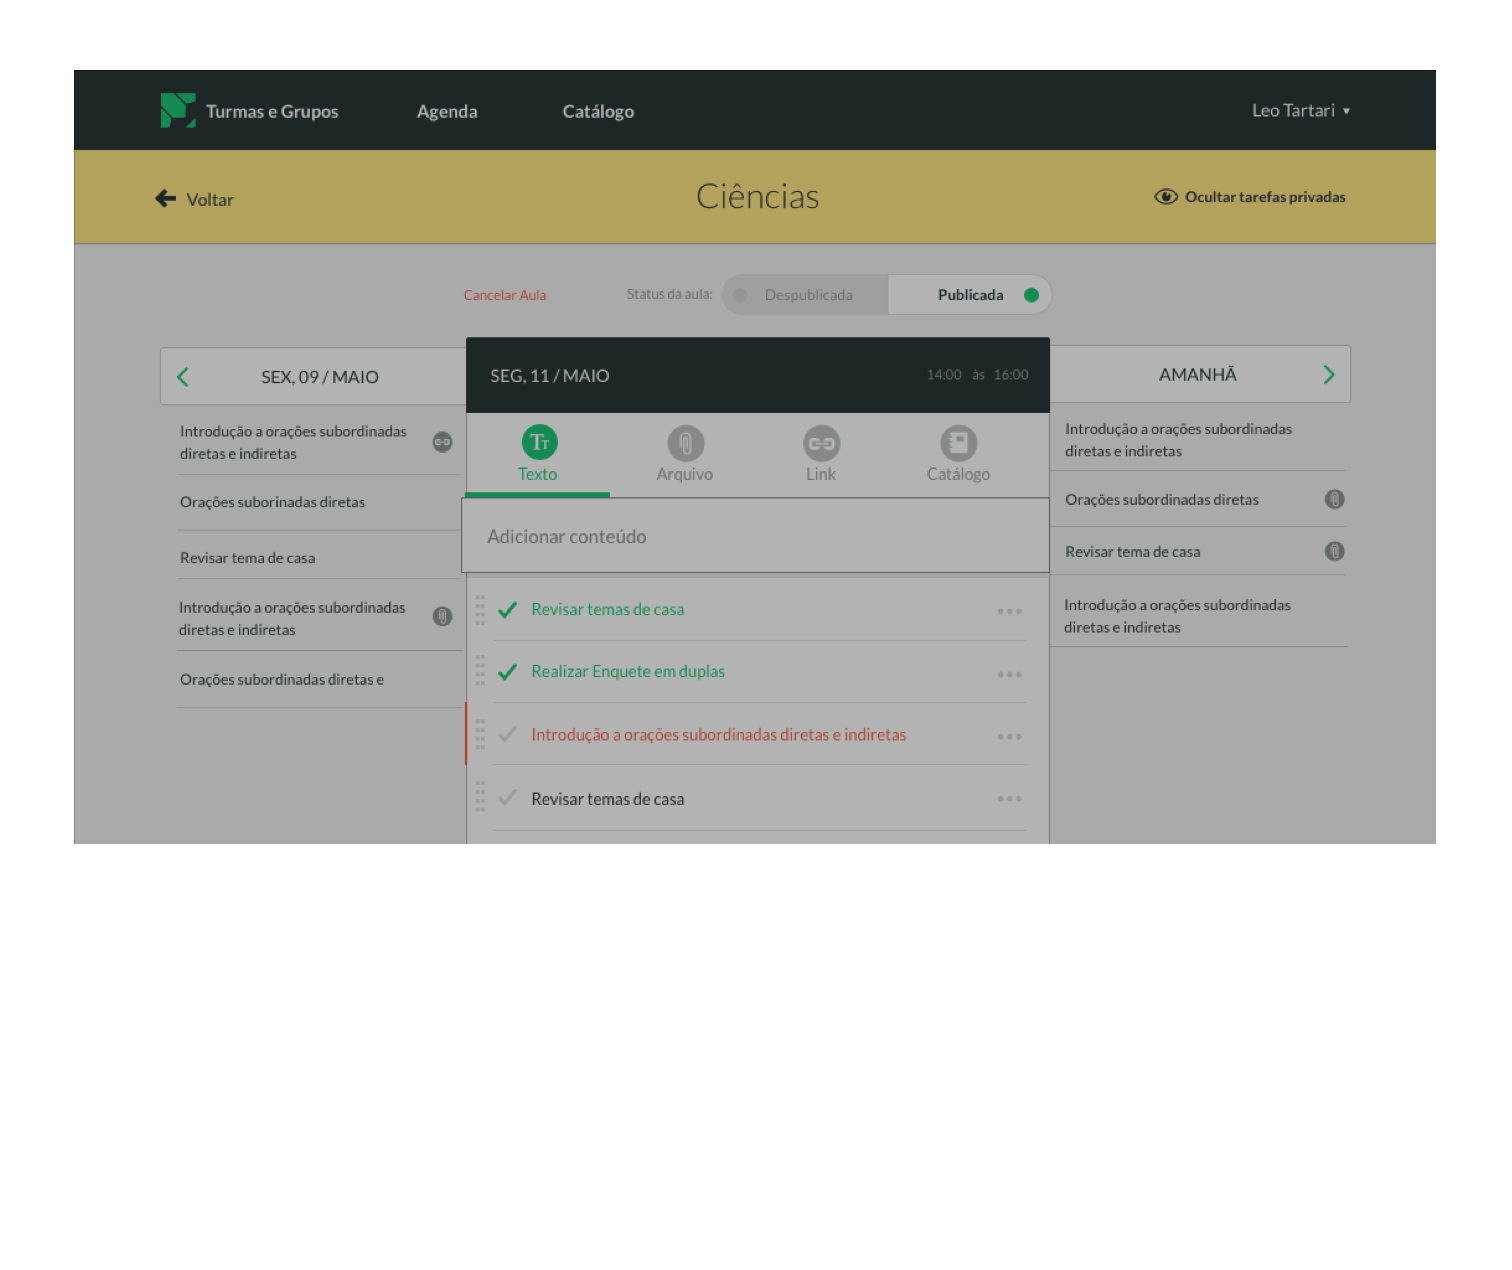 Turmas e Grupos
Agenda
Catálogo
Leo Tartari
Voltar
Ciências
Ocultar tarefas privadas
Cancelar Aula
Status da aula:
Despublicada
Publicada
SEX, 09 / MAIO
Introdução a orações subordinadas
diretas e indiretas
Orações suborinadas diretas
Revisar tema de casa
Introdução a orações subordinadas
diretas e indiretas
Orações subordinadas diretas e
SEG, 11 / MAIO
14:00 às 16:00
Texto
Arquivo
Link
Catálogo
Adicionar conteúdo
Revisar temas de casa
Realizar Enquete em duplas
Introdução a orações subordinadas diretas e indiretas
Revisar temas de casa
AMANHÃ
Introdução a orações subordinadas
diretas e indiretas
Orações subordinadas diretas
Revisar tema de casa
Introdução a orações subordinadas
diretas e indiretas